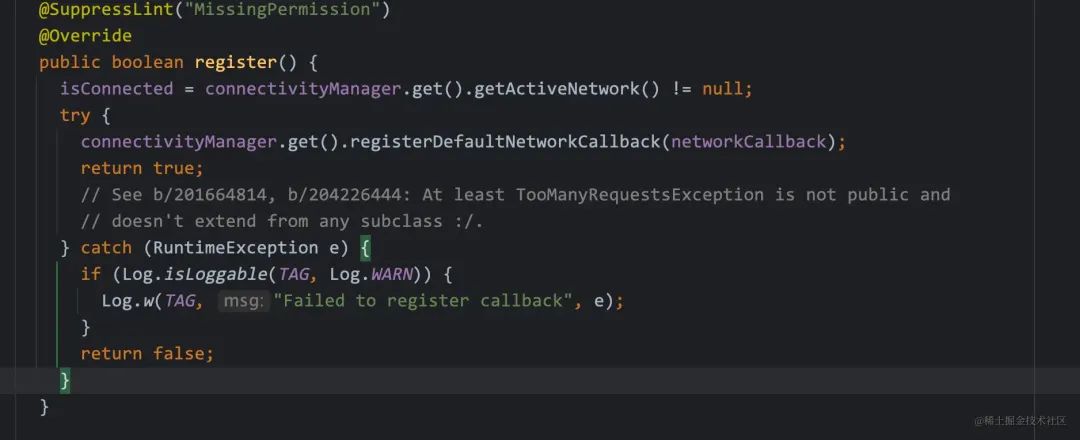 @SuppressLint("MissingPermission")
@Override
public boolean register() {
isConnected = connectivityManager.get().getActiveNetwork() != null;
try {
connectivityManager.get().registerDefaultNetworkCallback(networkCallback);
return true;
// See b/201664814, b/204226444: At least TooManyRequestsException is not public and
// doesn't extend from any subclass :/.
} catch (RuntimeException e) {
if (Log.isLoggable(TAG, Log.WARN)) {
Log.w(TAG, msg: "Failed to register callback", e);
}
return false;
}
}
@稀土掘金技术社区